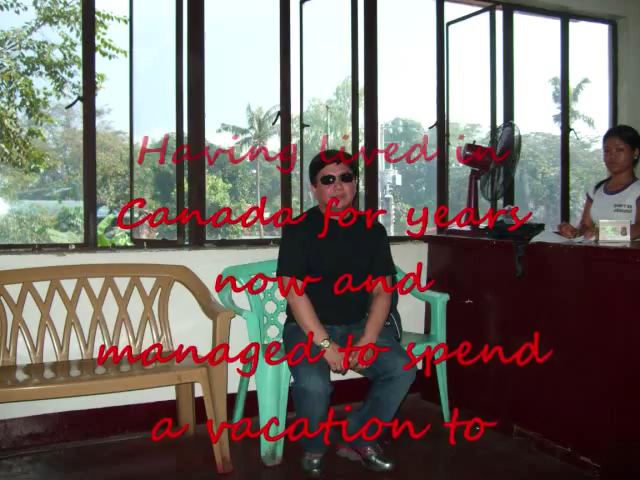 Having lived in
Canada for years
now and
managed to spend
a vacation to